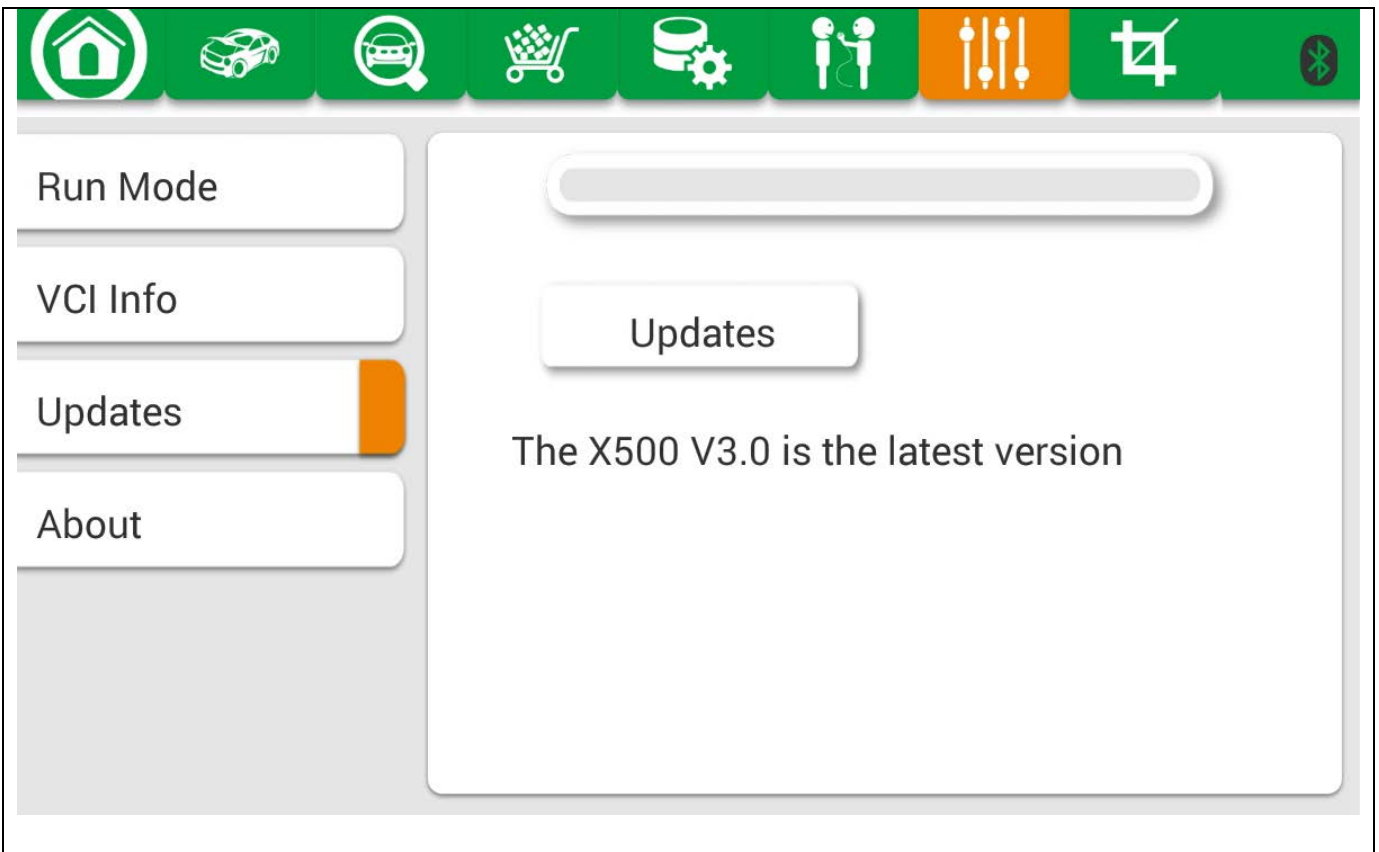 Run Mode
VCI Info
Updates
About
Updates
The X500 V3.0 is the latest version